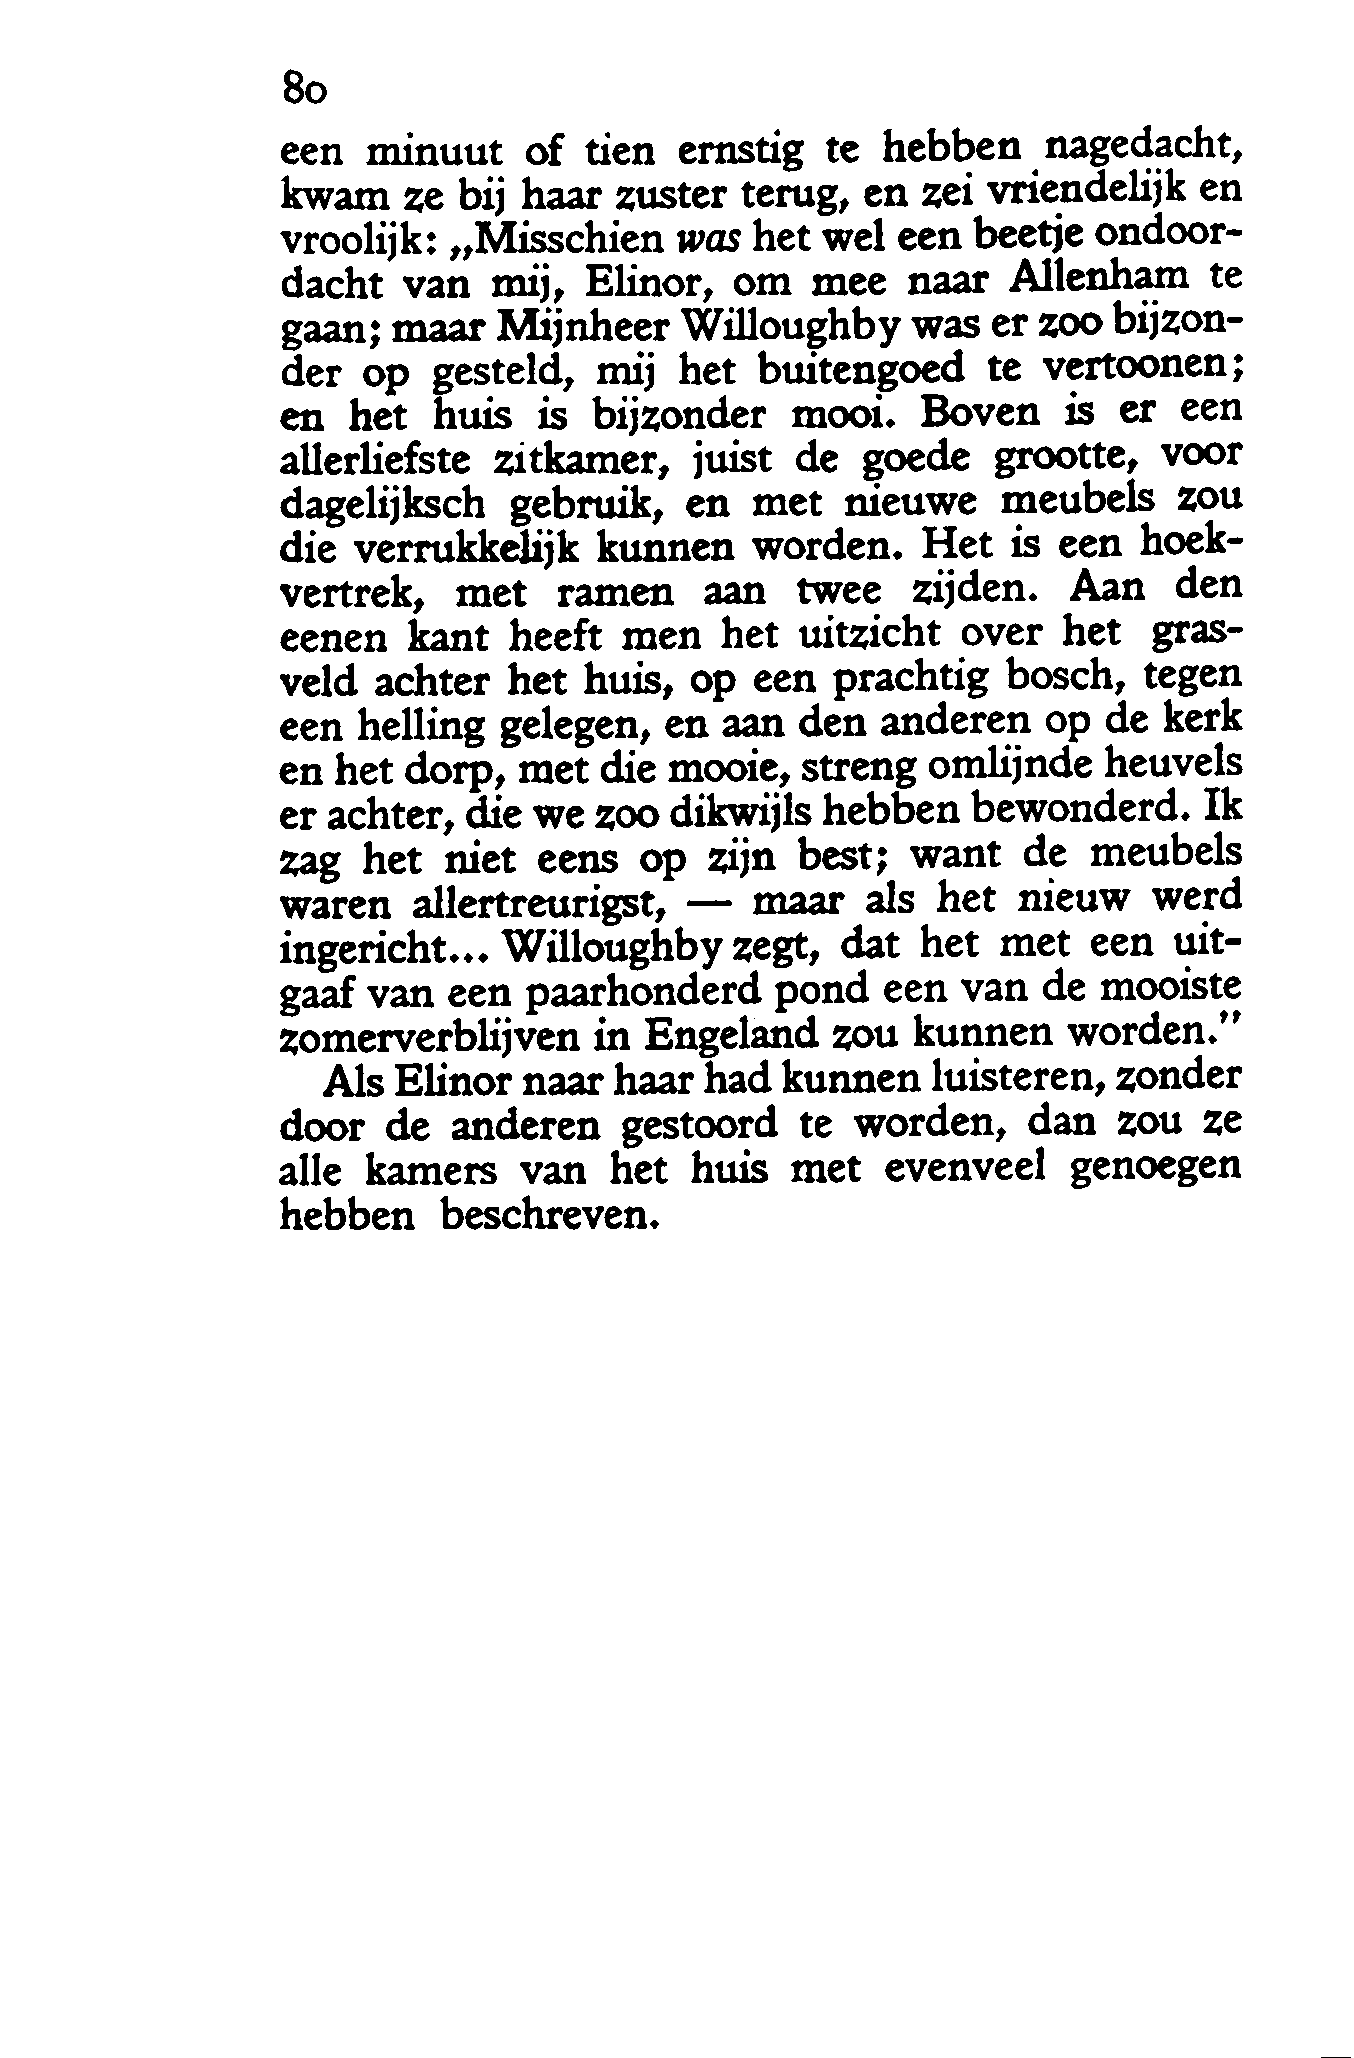 80
een minuut of tien ernstig te hebben nagedacht,
kwam ze bij haar zuster terug, en zei vriendelijk en
vroolijk: „Misschien was het wel een beetje ondoor-
dacht van mij, Elinor, om mee naar Allenham te
gaan; maar Mijnheer Willoughby was er zoo bijzon-
der op gesteld, mij het buitengoed te vertoonen;
en het huis is bijzonder mooi. Boven is er een
allerliefste zitkamer, juist de goede grootte, voor
dagelijksch gebruik, en met nieuwe meubels zou
die verrukkelijk kunnen worden. Het is een hoek-
vertrek, met ramen aan twee zijden. Aan den
eenen kant heeft men het uitzicht over het gras-
veld achter het huis, op een prachtig bosch, tegen
een helling gelegen, en aan den anderen op de kerk
en het dorp, met die mooie, streng omlijnde heuvels
er achter, die we zoo dikwijls hebben bewonderd. Ik
zag het niet eens op zijn best; want de meubels
waren allertreurigst, — maar als het nieuw werd
ingericht... Willoughby zegt, dat het met een uit-
gaaf van een paarhonderd pond een van de mooiste
zomerverblijven in Engeland zou kunnen worden.”
Als Elinor naar haar had kunnen luisteren, zonder
door de anderen gestoord te worden, dan zou ze
alle kamers van het huis met evenveel genoegen
hebben beschreven.